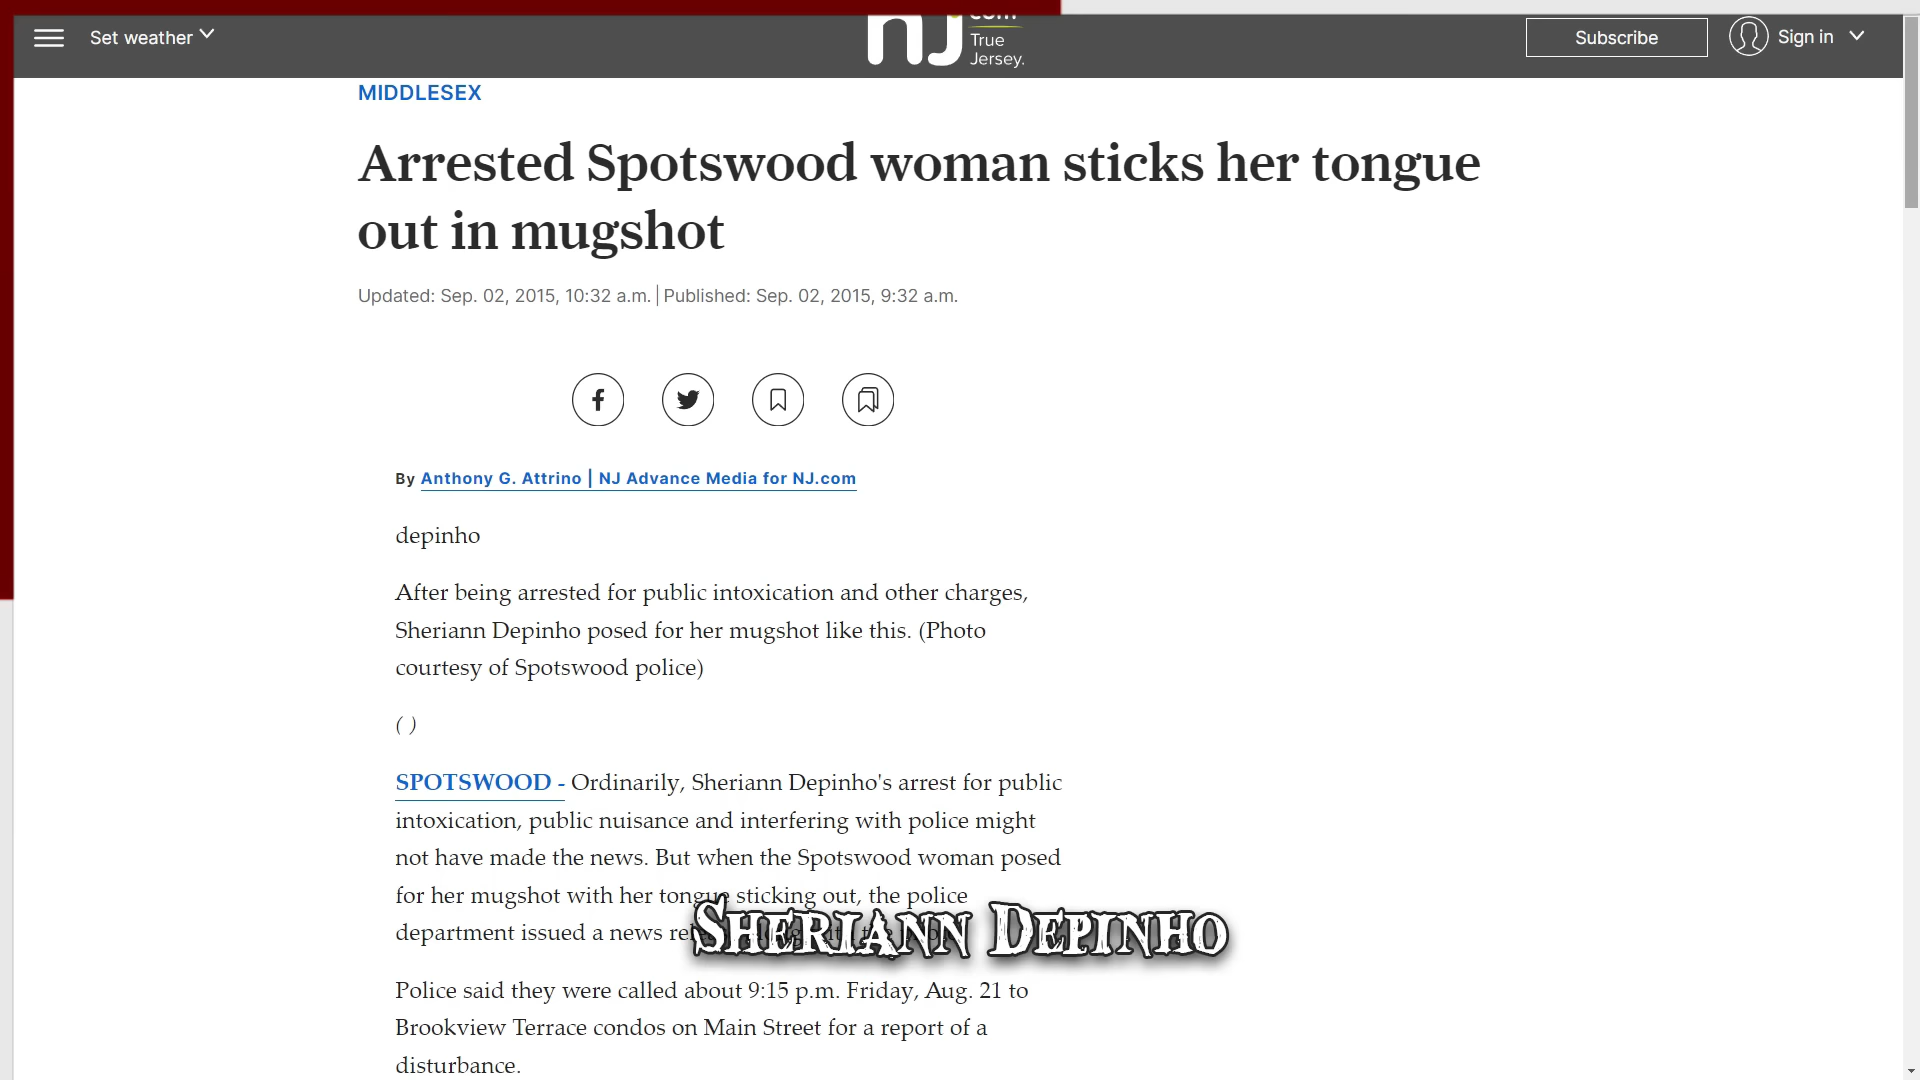 Set weather
nj
.com
True
Jersey.
Subscribe
Sign in
MIDDLESEX
Arrested Spotswood woman sticks her tongue
out in mugshot
Updated: Sep. 02, 2015, 10:32 a.m. | Published: Sep. 02, 2015, 9:32 a.m.
By Anthony G. Attrino | NJ Advance Media for NJ.com
depinho
After being arrested for public intoxication and other charges,
Sheriann Depinho posed for her mugshot like this. (Photo
courtesy of Spotswood police)
( )
SPOTSWOOD - Ordinarily, Sheriann Depinho's arrest for public
intoxication, public nuisance and interfering with police might
not have made the news. But when the Spotswood woman posed
for her mugshot with her tongue sticking out, the police
department issued a news
Sheriann Depinho
Police said they were called about 9:15 p.m. Friday, Aug. 21 to
Brookview Terrace condos on Main Street for a report of a
disturbance.